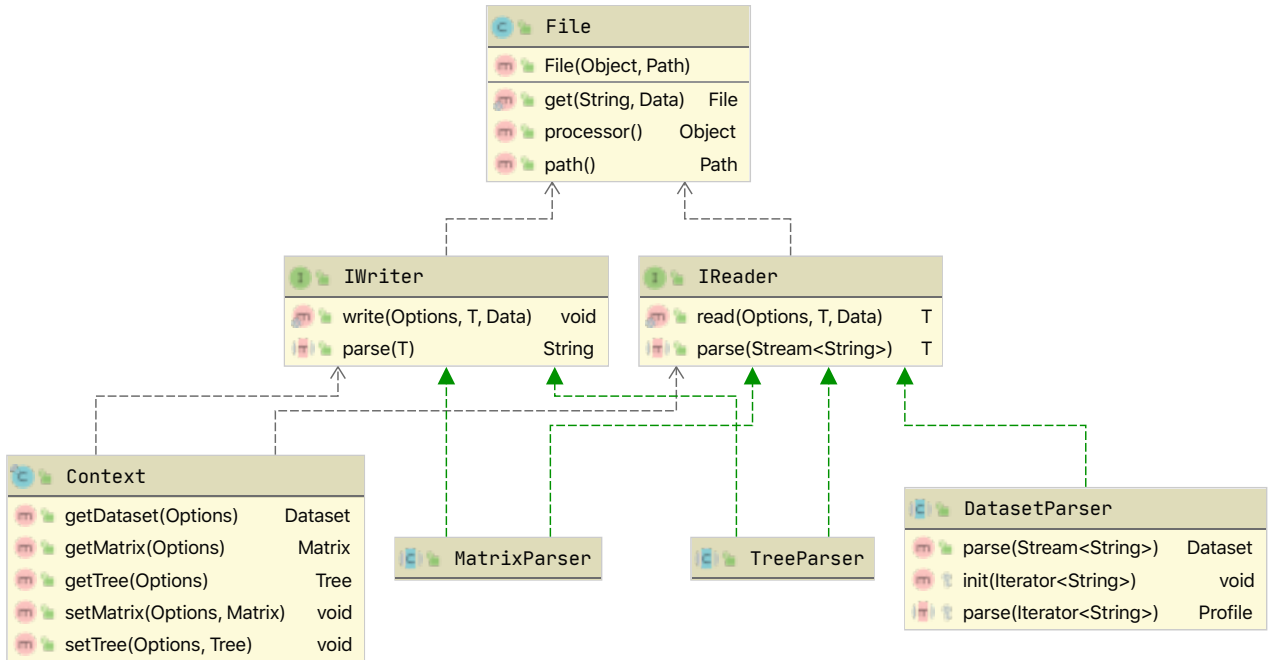 File
File(Object, Path)
get(String, Data) File
processor() Object
path() Path
IWriter
write(Options, T, Data) void
parse(T) String
IReader
read(Options, T, Data) T
parse(Stream<String>) T
Context
getDataset(Options) Dataset
getMatrix(Options) Matrix
getTree(Options) Tree
setMatrix(Options, Matrix) void
setTree(Options, Tree) void
MatrixParser
TreeParser
DatasetParser
parse(Stream<String>) Dataset
init(Iterator<String>) void
parse(Iterator<String>) Profile